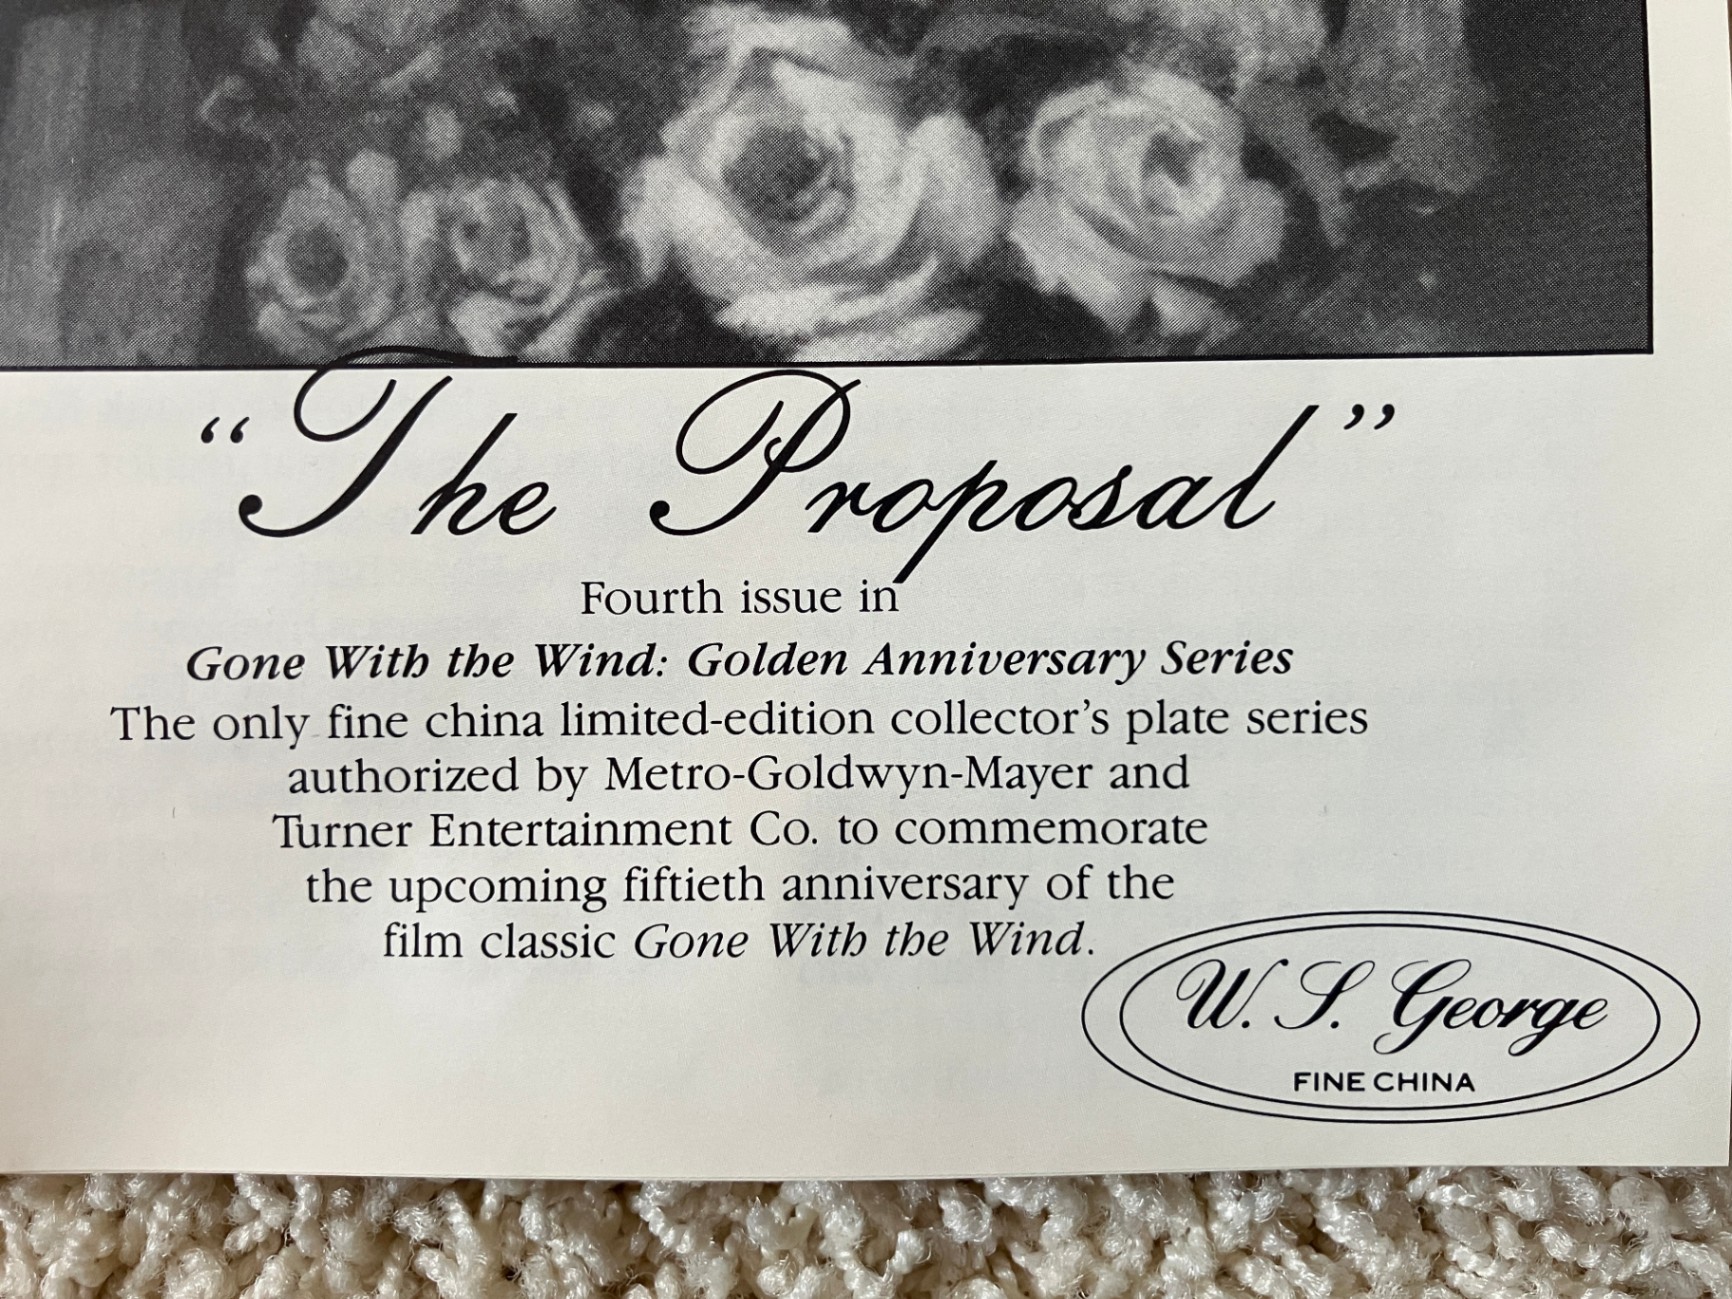 “The Proposal”
Fourth issue in
Gone With the Wind: Golden Anniversary Series
The only fine china limited-edition collector’s plate series
authorized by Metro-Goldwyn-Mayer and
Turner Entertainment Co. to commemorate
the upcoming fiftieth anniversary of the
film classic Gone With the Wind.
W. S. George
FINE CHINA